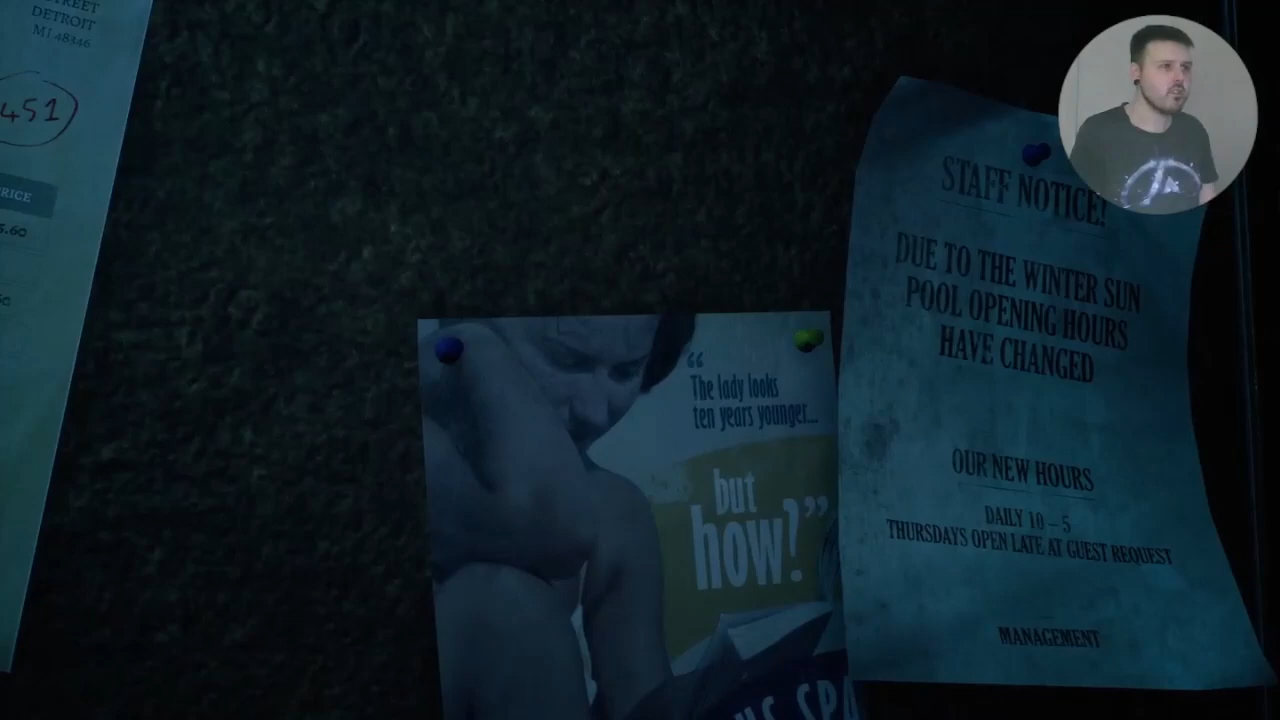 DETROIT
MI 48346
451
RICE
5.60
STAFF NOTICE!
DUE TO THE WINTER SUN
POOL OPENING HOURS
HAVE CHANGED
OUR NEW HOURS
DAILY 10 – 5
THURSDAYS OPEN LATE AT GUEST REQUEST
MANAGEMENT
“
The lady looks
ten years younger...
but
how?”
SPA